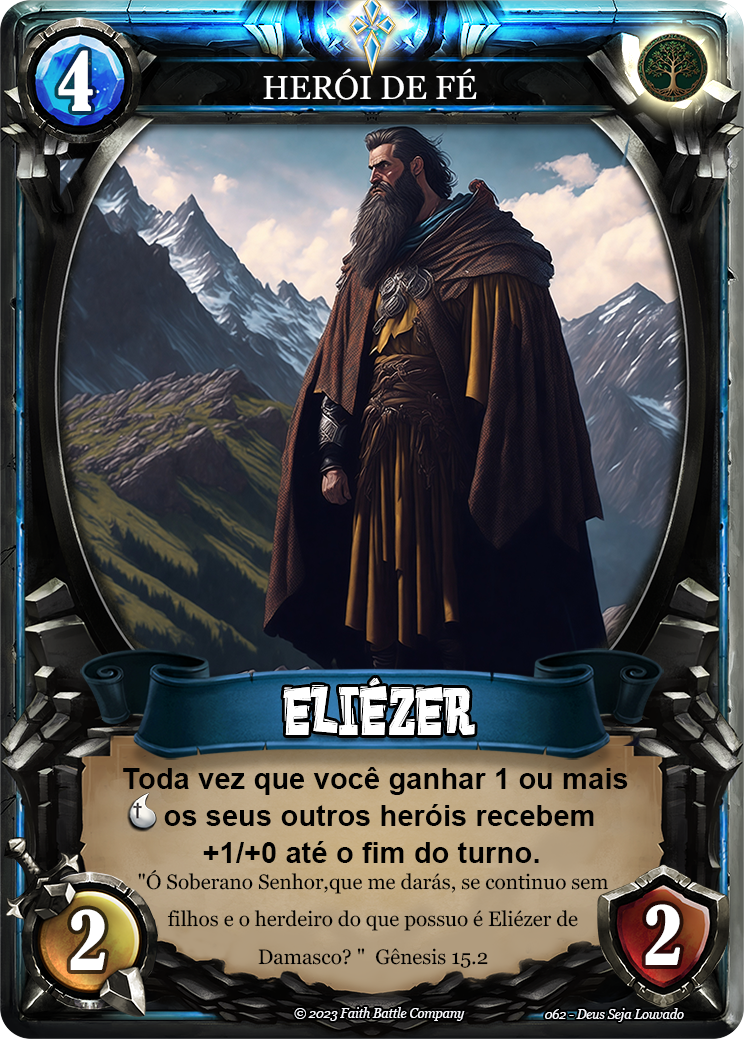 4
HERÓI DE FÉ
ELIÉZER
Toda vez que você ganhar 1 ou mais
os seus outros heróis recebem
+1/+0 até o fim do turno.
"Ó Soberano Senhor,que me darás, se continuo sem
filhos e o herdeiro do que possuo é Eliézer de
Damasco? " Gênesis 15.2
2
2
© 2023 Faith Battle Company
062 - Deus Seja Louvado